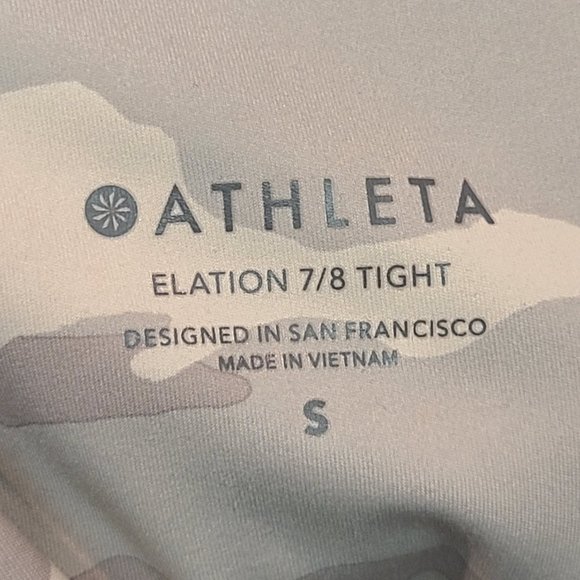 ATHLETA
ELATION 7/8 TIGHT
DESIGNED IN SAN FRANCISCO
MADE IN VIETNAM
S